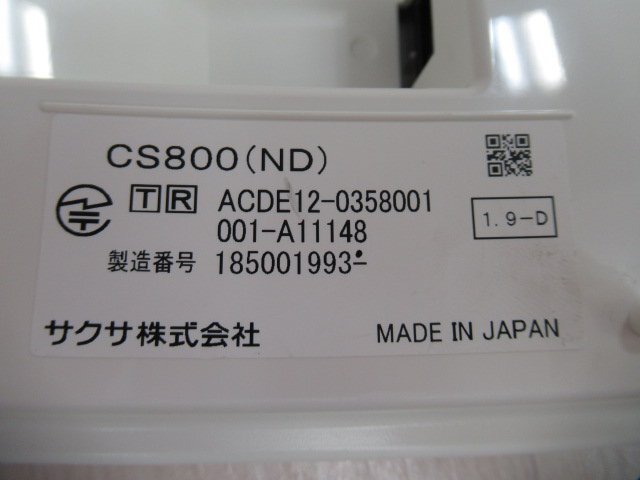 CS800(ND)
T R ACDE12-0358001
001-A11148
1.9-D
製造番号 185001993-
サクサ株式会社
MADE IN JAPAN